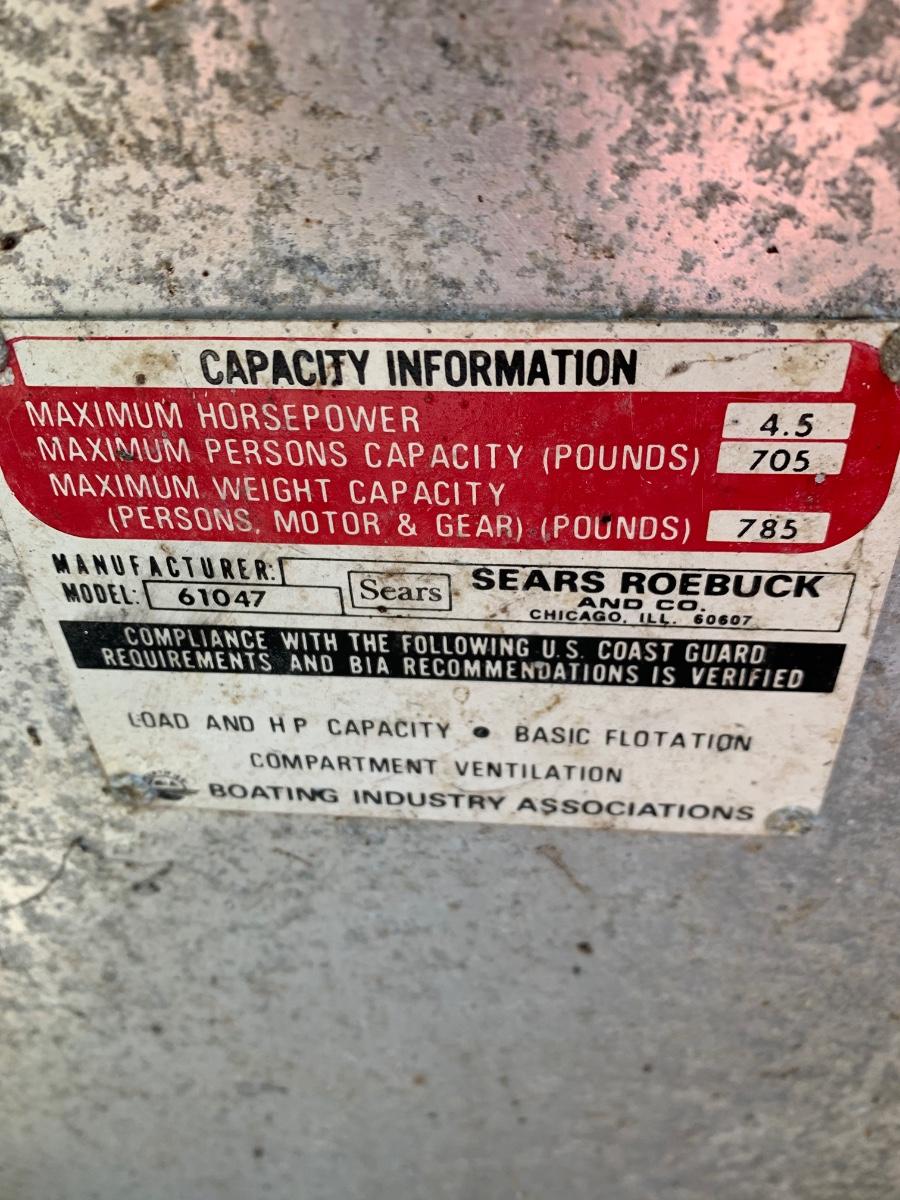 CAPACITY INFORMATION
MAXIMUM HORSEPOWER 4.5
MAXIMUM PERSONS CAPACITY (POUNDS) 705
MAXIMUM WEIGHT CAPACITY
(PERSONS, MOTOR & GEAR) (POUNDS) 785
MANUFACTURER: Sears SEARS ROEBUCK
AND CO.
MODEL: 61047 CHICAGO, ILL. 60607
COMPLIANCE WITH THE FOLLOWING U.S. COAST GUARD
REQUIREMENTS AND BIA RECOMMENDATIONS IS VERIFIED
LOAD AND H P CAPACITY • BASIC FLOTATION
COMPARTMENT VENTILATION
BOATING INDUSTRY ASSOCIATIONS